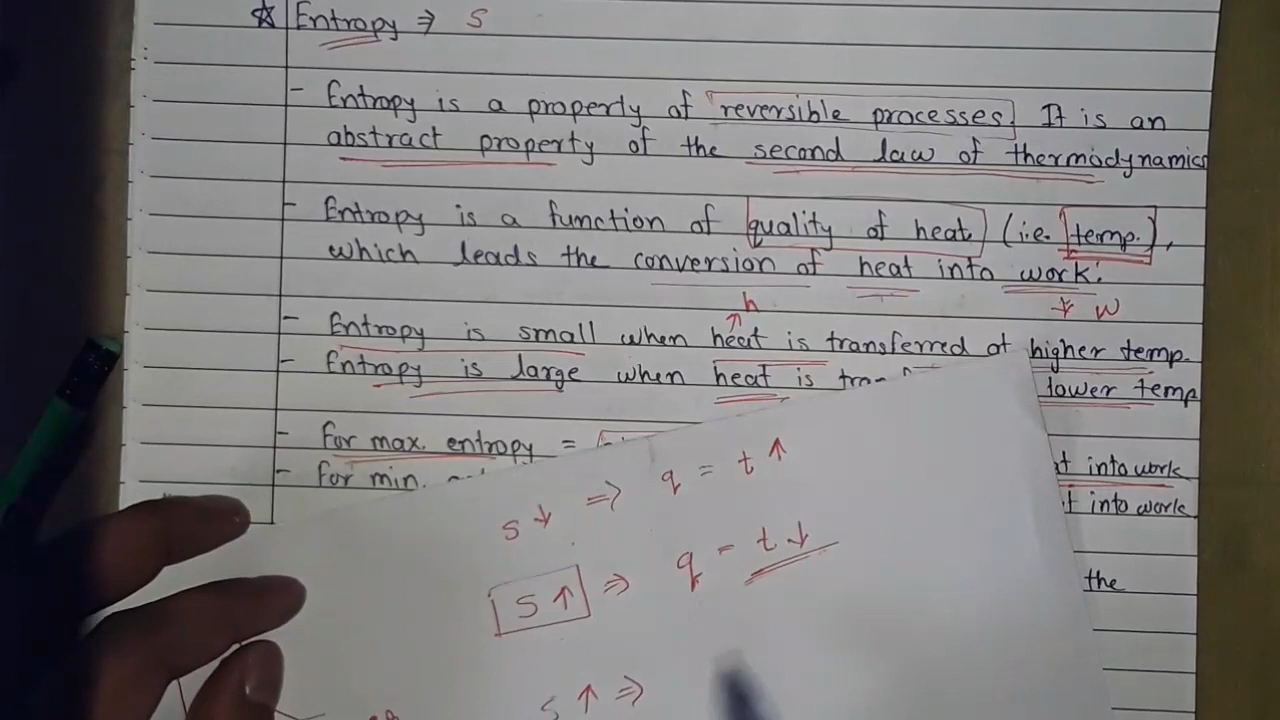 ☆ Entropy ⇒ S
- Entropy is a property of reversible processes. It is an
abstract property of the second law of thermodynamics
- Entropy is a function of quality of heat (i.e. temp.),
which leads the conversion of heat into work.
h
↓ w
- Entropy is small when heat is transferred at higher temp.
- Entropy is large when heat is lower temp
- for max. entropy = into work
- for min. into work
the
s ↓ ⇒ q = t ↑
s ↑ ⇒ q = t ↓
s ↑ ⇒